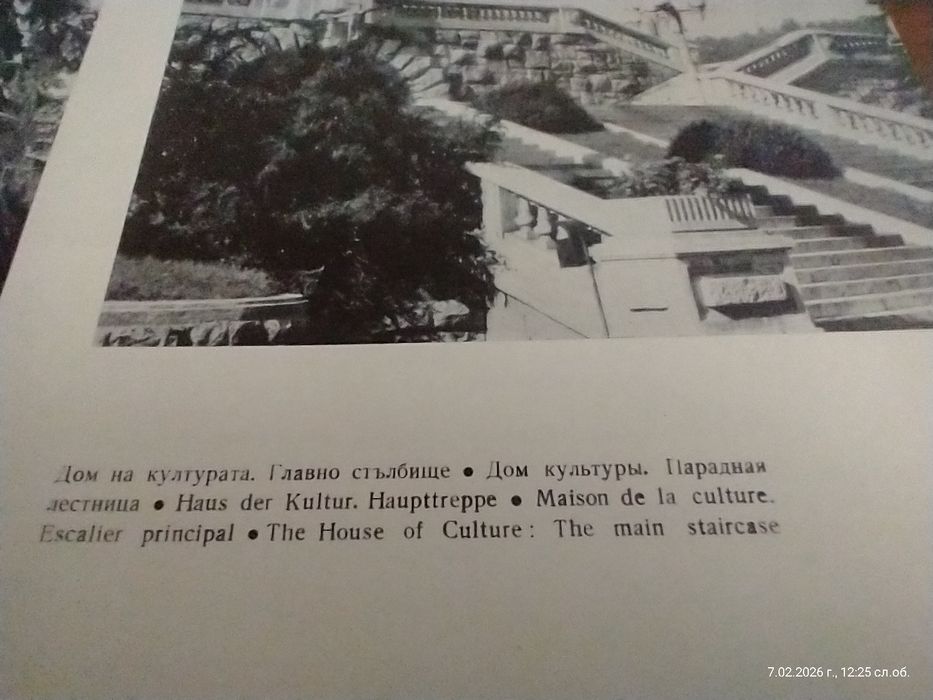 Дом на културата. Главно стълбище ● Дом культуры. Парадная
лестница ● Haus der Kultur. Haupttreppe ● Maison de la culture.
Escalier principal ● The House of Culture: The main staircase
7.02.2026 г., 12:25 сл.об.